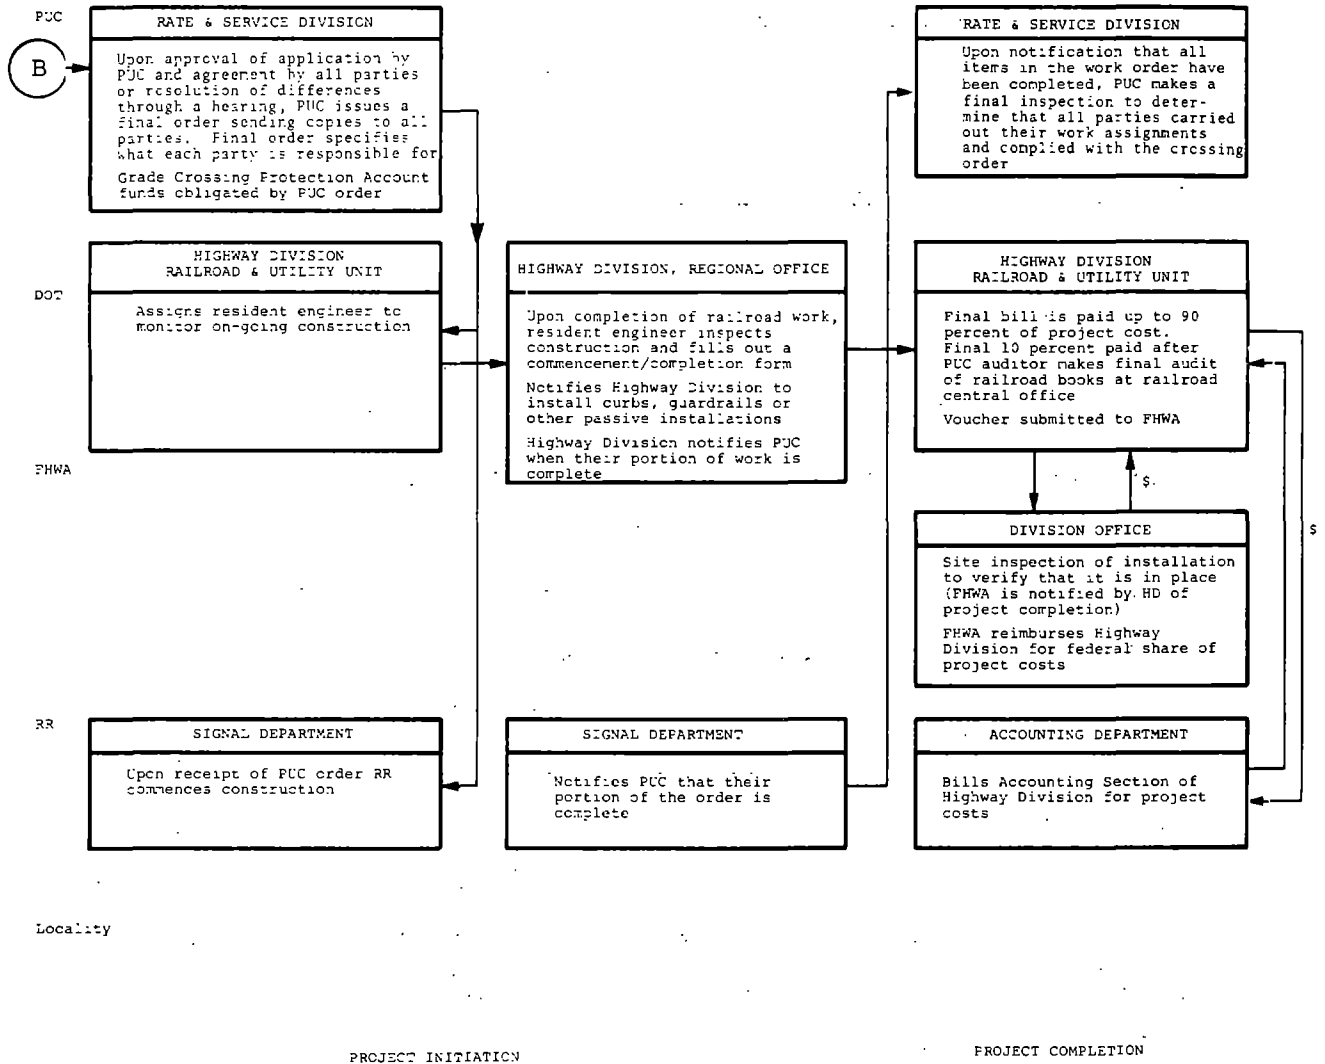 PUC
B
RATE & SERVICE DIVISION
Upon approval of application by
PUC and agreement by all parties
or resolution of differences
through a hearing, PUC issues a
final order sending copies to all
parties. Final order specifies
what each party is responsible for
Grade Crossing Protection Account
funds obligated by PUC order
RATE & SERVICE DIVISION
Upon notification that all
items in the work order have
been completed, PUC makes a
final inspection to deter-
mine that all parties carried
out their work assignments
and complied with the crossing
order
DOT
HIGHWAY DIVISION
RAILROAD & UTILITY UNIT
Assigns resident engineer to
monitor on-going construction
HIGHWAY DIVISION, REGIONAL OFFICE
Upon completion of railroad work,
resident engineer inspects
construction and fills out a
commencement/completion form
Notifies Highway Division to
install curbs, guardrails or
other passive installations
Highway Division notifies PUC
when their portion of work is
complete
HIGHWAY DIVISION
RAILROAD & UTILITY UNIT
Final bill is paid up to 90
percent of project cost.
Final 10 percent paid after
PUC auditor makes final audit
of railroad books at railroad
central office
Voucher submitted to FHWA
FHWA
$
DIVISION OFFICE
Site inspection of installation
to verify that it is in place
(FHWA is notified by HD of
project completion)
FHWA reimburses Highway
Division for federal share of
project costs
$
RR
SIGNAL DEPARTMENT
Upon receipt of PUC order RR
commences construction
SIGNAL DEPARTMENT
Notifies PUC that their
portion of the order is
complete
ACCOUNTING DEPARTMENT
Bills Accounting Section of
Highway Division for project
costs
Locality
PROJECT INITIATION
PROJECT COMPLETION